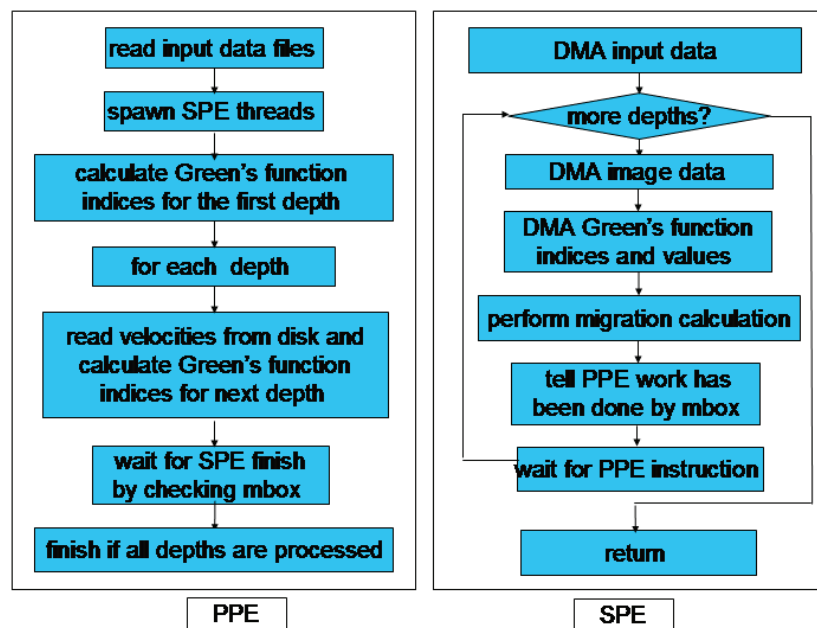 read input data files
spawn SPE threads
calculate Green's function
indices for the first depth
for each depth
read velocities from disk and
calculate Green's function
indices for next depth
wait for SPE finish
by checking mbox
finish if all depths are processed
PPE
DMA input data
more depths?
DMA image data
DMA Green's function
indices and values
perform migration calculation
tell PPE work has
been done by mbox
wait for PPE instruction
return
SPE